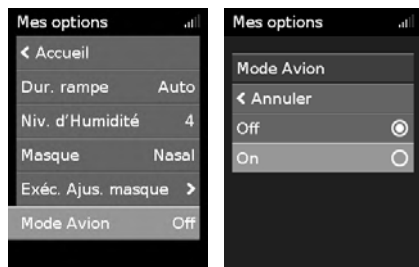 Mes options
< Accueil
Dur. rampe Auto
Niv. d'Humidité 4
Masque Nasal
Exéc. Ajus. masque >
Mode Avion Off
Mes options
Mode Avion
< Annuler
Off
On